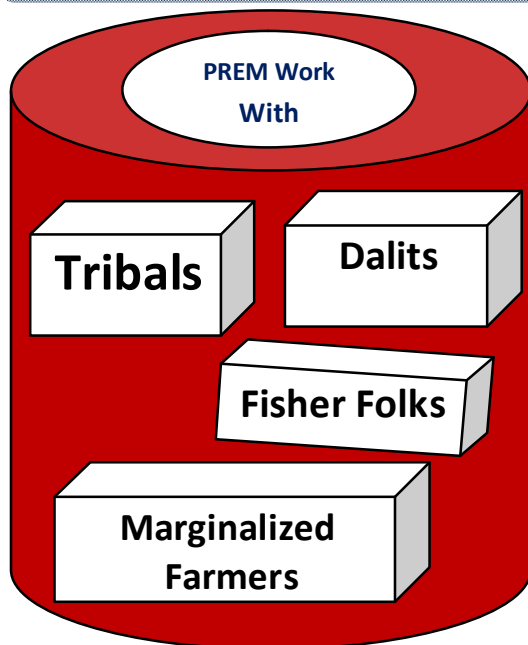 PREM Work
With
Tribals
Dalits
Fisher Folks
Marginalized
Farmers